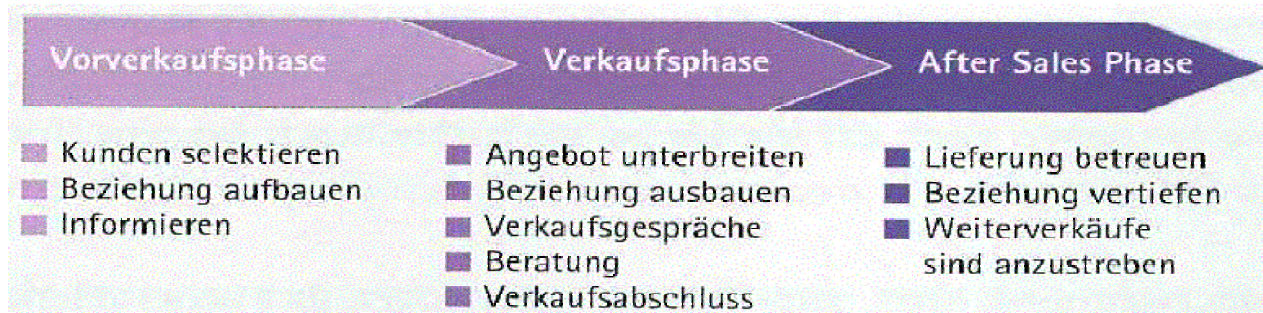 Vorverkaufsphase
Verkaufsphase
After Sales Phase
Kunden selektieren
Beziehung aufbauen
Informieren
Angebot unterbreiten
Beziehung ausbauen
Verkaufsgespräche
Beratung
Verkaufsabschluss
Lieferung betreuen
Beziehung vertiefen
Weiterverkäufe
sind anzustreben